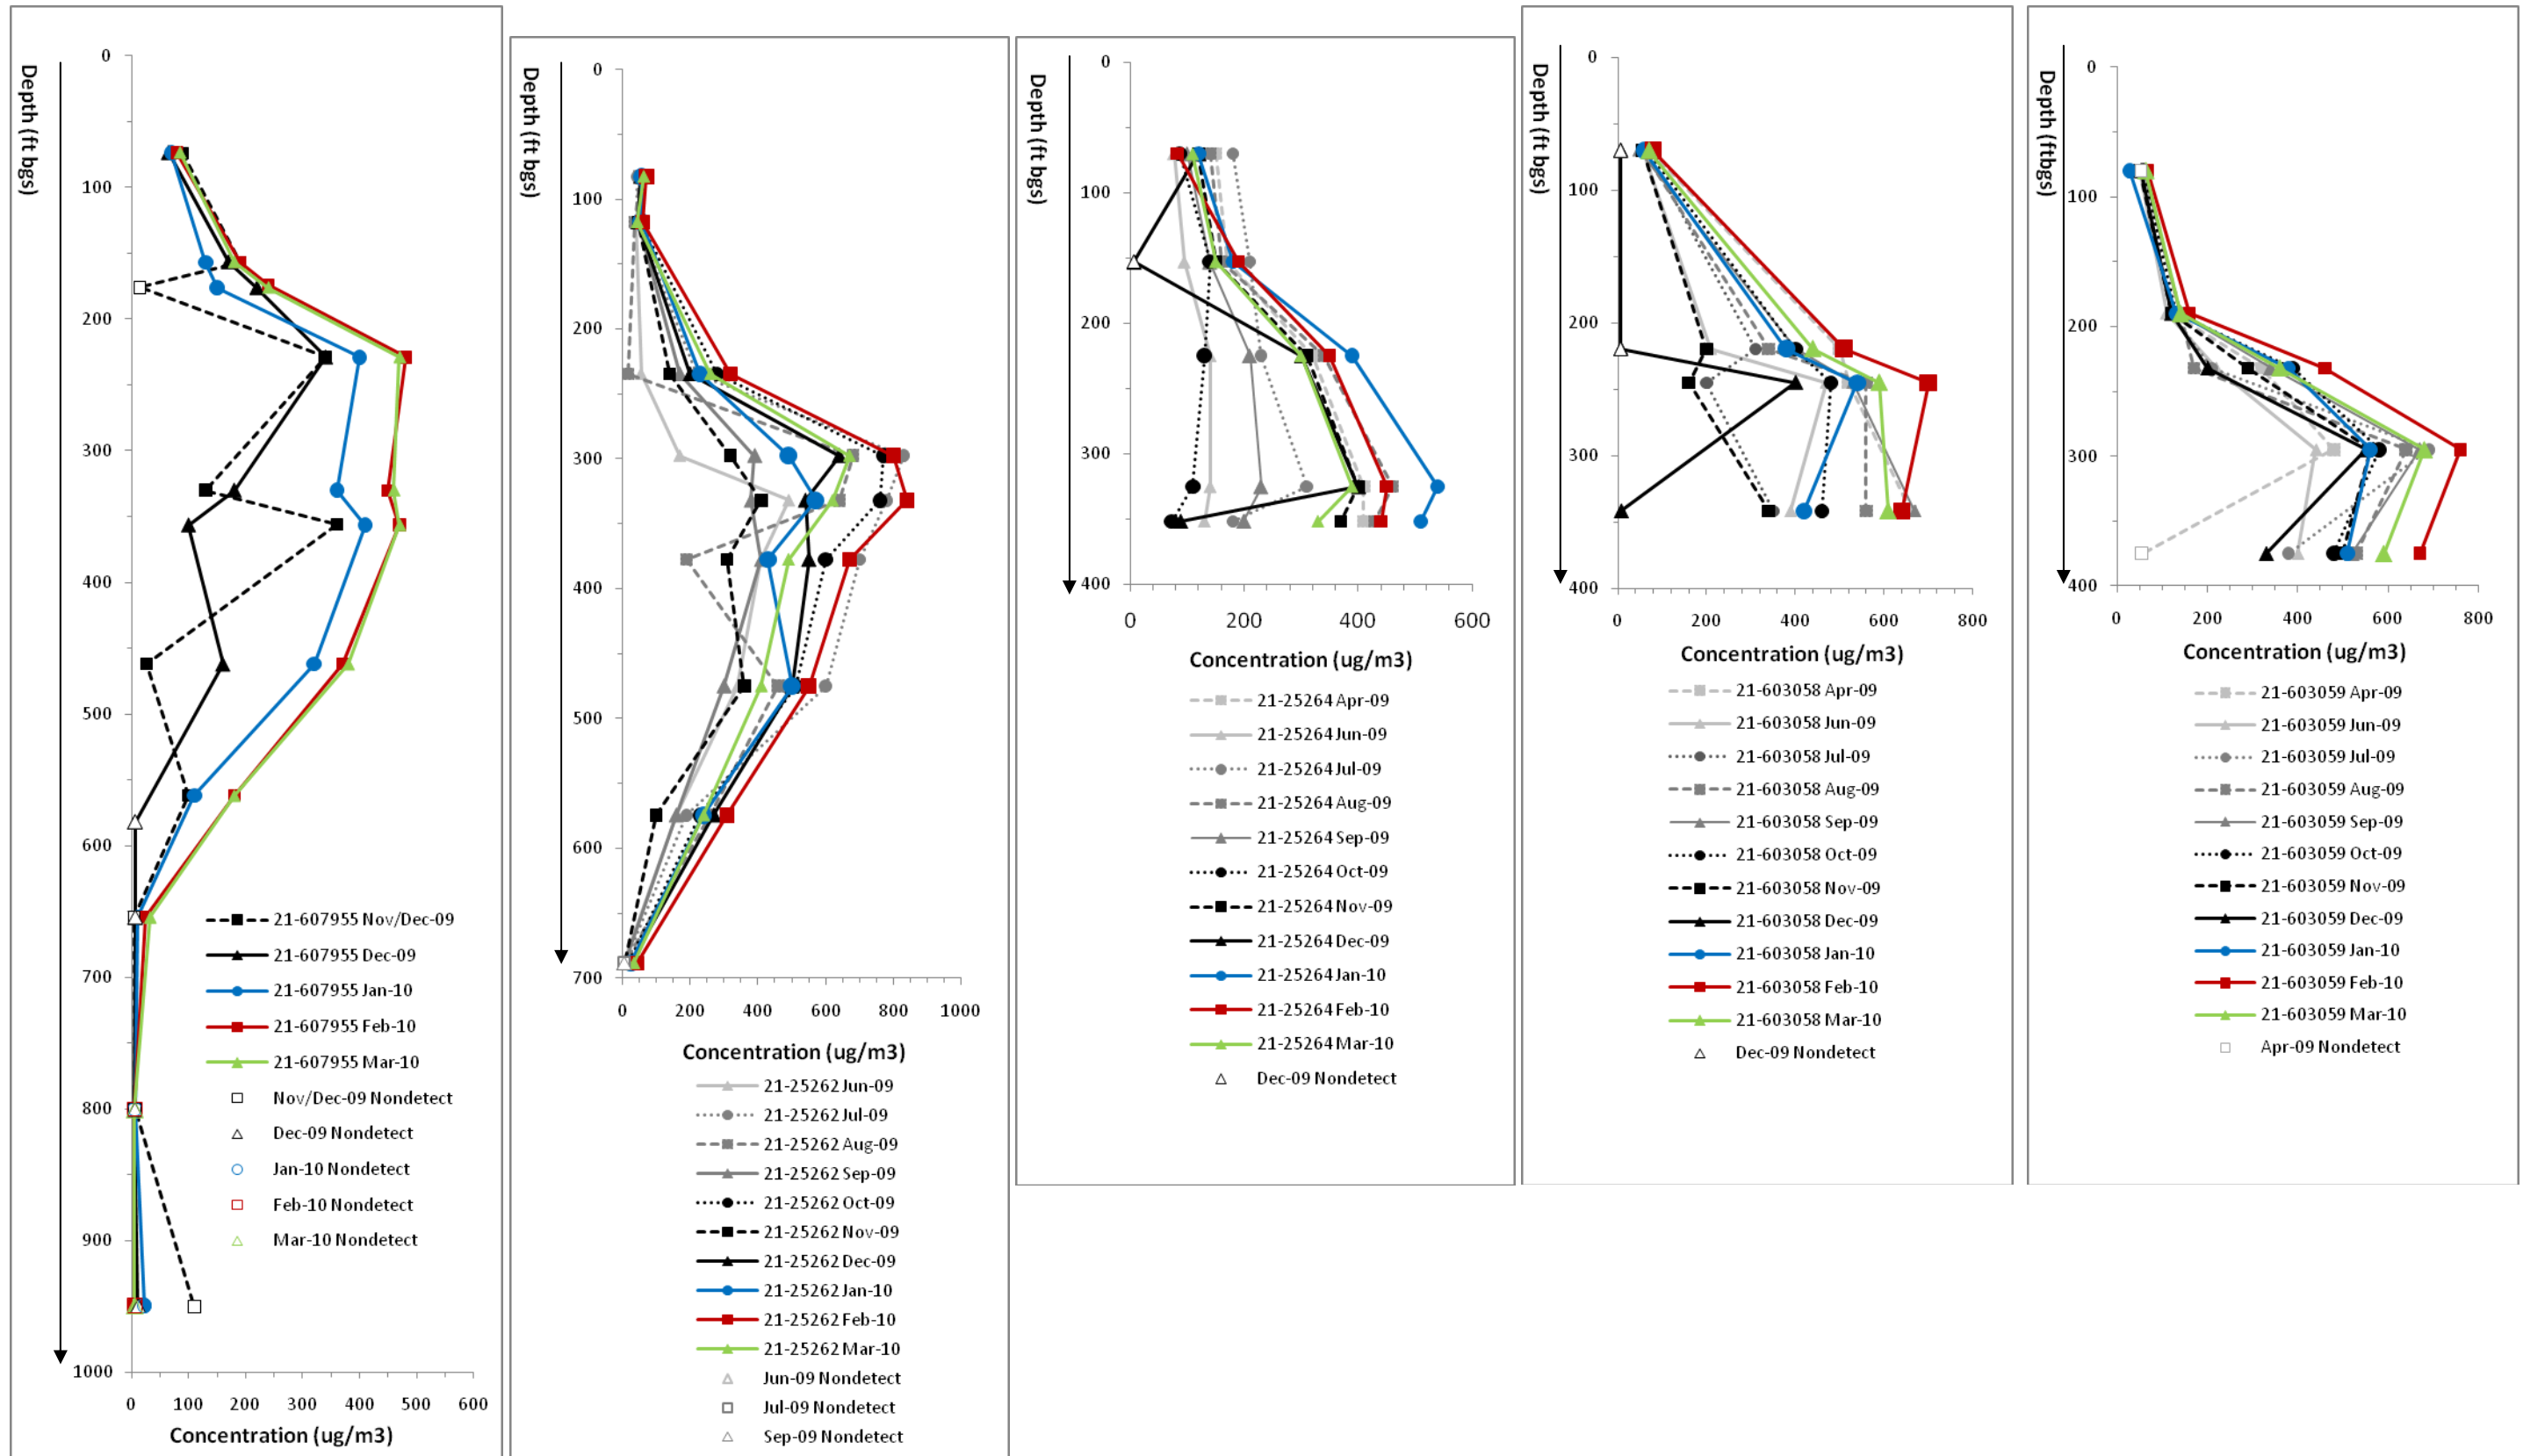 Depth (ft bgs)
0
100
200
300
400
500
600
700
800
900
1000
0 100 200 300 400 500 600
Concentration (ug/m3)
21-607955 Nov/Dec-09
21-607955 Dec-09
21-607955 Jan-10
21-607955 Feb-10
21-607955 Mar-10
Nov/Dec-09 Nondetect
Dec-09 Nondetect
Jan-10 Nondetect
Feb-10 Nondetect
Mar-10 Nondetect
Depth (ft bgs)
0
100
200
300
400
500
600
700
0 200 400 600 800 1000
Concentration (ug/m3)
21-25262 Jun-09
21-25262 Jul-09
21-25262 Aug-09
21-25262 Sep-09
21-25262 Oct-09
21-25262 Nov-09
21-25262 Dec-09
21-25262 Jan-10
21-25262 Feb-10
21-25262 Mar-10
Jun-09 Nondetect
Jul-09 Nondetect
Sep-09 Nondetect
Depth (ft bgs)
0
100
200
300
400
0 200 400 600
Concentration (ug/m3)
21-25264 Apr-09
21-25264 Jun-09
21-25264 Jul-09
21-25264 Aug-09
21-25264 Sep-09
21-25264 Oct-09
21-25264 Nov-09
21-25264 Dec-09
21-25264 Jan-10
21-25264 Feb-10
21-25264 Mar-10
Dec-09 Nondetect
Depth (ft bgs)
0
100
200
300
400
0 200 400 600 800
Concentration (ug/m3)
21-603058 Apr-09
21-603058 Jun-09
21-603058 Jul-09
21-603058 Aug-09
21-603058 Sep-09
21-603058 Oct-09
21-603058 Nov-09
21-603058 Dec-09
21-603058 Jan-10
21-603058 Feb-10
21-603058 Mar-10
Dec-09 Nondetect
Depth (ftbgs)
0
100
200
300
400
0 200 400 600 800
Concentration (ug/m3)
21-603059 Apr-09
21-603059 Jun-09
21-603059 Jul-09
21-603059 Aug-09
21-603059 Sep-09
21-603059 Oct-09
21-603059 Nov-09
21-603059 Dec-09
21-603059 Jan-10
21-603059 Feb-10
21-603059 Mar-10
Apr-09 Nondetect